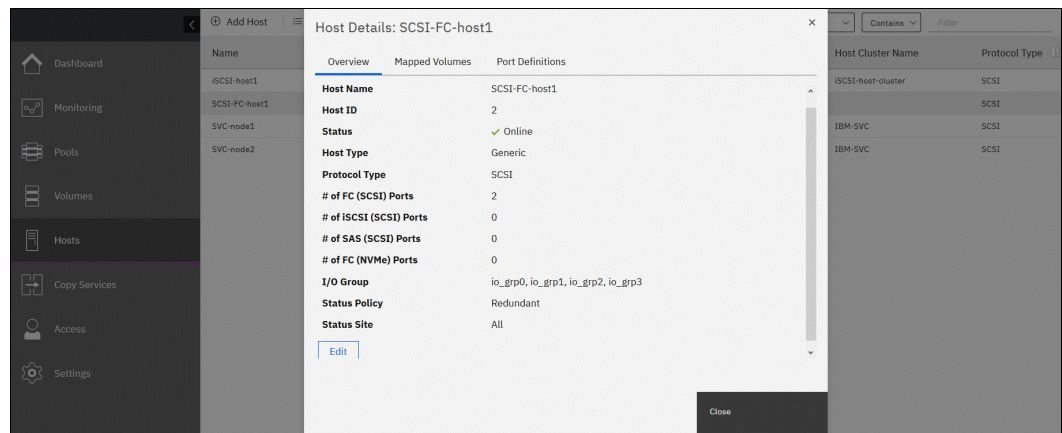 Add Host
Contains
Filter
Name
Host Cluster Name
Protocol Type
iSCSI-host1
iSCSI-host-cluster
SCSI
SCSI-FC-host1
SCSI
SVC-node1
IBM-SVC
SCSI
SVC-node2
IBM-SVC
SCSI
Dashboard
Monitoring
Pools
Volumes
Hosts
Copy Services
Access
Settings
Host Details: SCSI-FC-host1
Overview
Mapped Volumes
Port Definitions
Host Name SCSI-FC-host1
Host ID 2
Status Online
Host Type Generic
Protocol Type SCSI
# of FC (SCSI) Ports 2
# of iSCSI (SCSI) Ports 0
# of SAS (SCSI) Ports 0
# of FC (NVMe) Ports 0
I/O Group io_grp0, io_grp1, io_grp2, io_grp3
Status Policy Redundant
Status Site All
Edit
Close